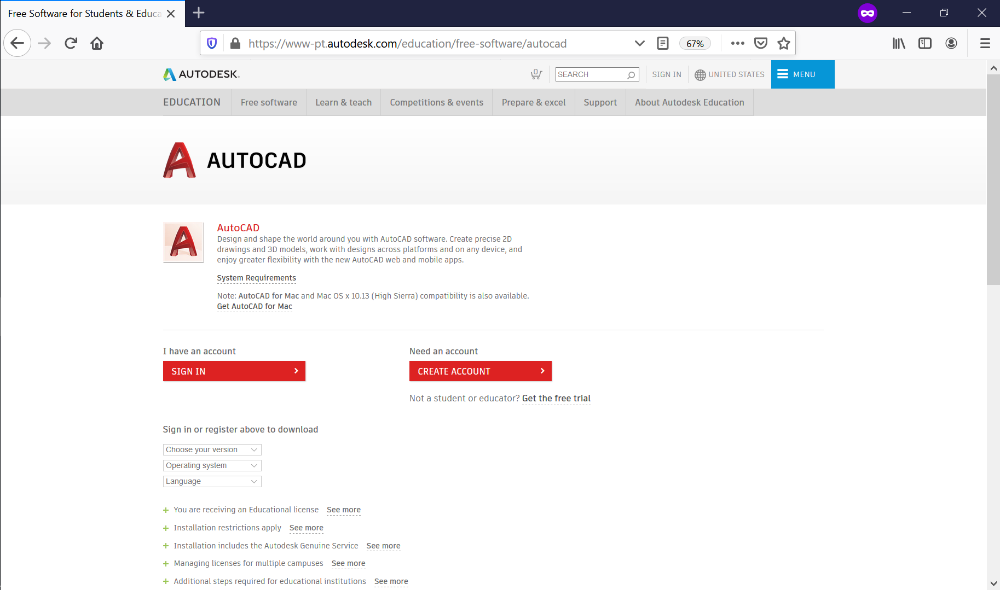 Free Software for Students & Educa
https://www-pt.autodesk.com/education/free-software/autocad
67%
AUTODESK.
0
SEARCH
SIGN IN
UNITED STATES
MENU
EDUCATION
Free software
Learn & teach
Competitions & events
Prepare & excel
Support
About Autodesk Education
AUTOCAD
AutoCAD
Design and shape the world around you with AutoCAD software. Create precise 2D
drawings and 3D models, work with designs across platforms and on any device, and
enjoy greater flexibility with the new AutoCAD web and mobile apps.
System Requirements
Note: AutoCAD for Mac and Mac OS x 10.13 (High Sierra) compatibility is also available.
Get AutoCAD for Mac
I have an account
SIGN IN
Need an account
CREATE ACCOUNT
Not a student or educator? Get the free trial
Sign in or register above to download
Choose your version
Operating system
Language
You are receiving an Educational license See more
Installation restrictions apply See more
Installation includes the Autodesk Genuine Service See more
Managing licenses for multiple campuses See more
Additional steps required for educational institutions See more